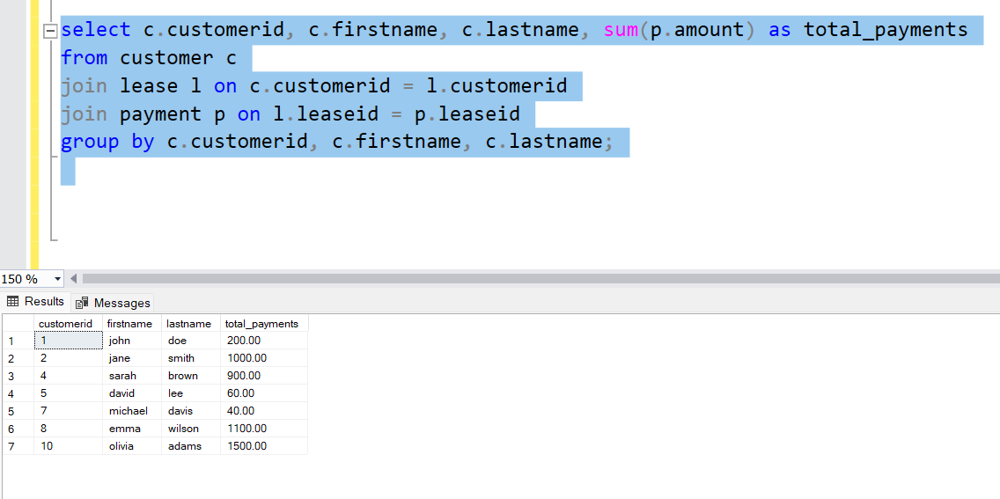 select c.customerid, c.firstname, c.lastname, sum(p.amount) as total_payments
from customer c
join lease l on c.customerid = l.customerid
join payment p on l.leaseid = p.leaseid
group by c.customerid, c.firstname, c.lastname;
150 %
Results Messages
customerid firstname lastname total_payments
1 1 john doe 200.00
2 2 jane smith 1000.00
3 4 sarah brown 900.00
4 5 david lee 60.00
5 7 michael davis 40.00
6 8 emma wilson 1100.00
7 10 olivia adams 1500.00